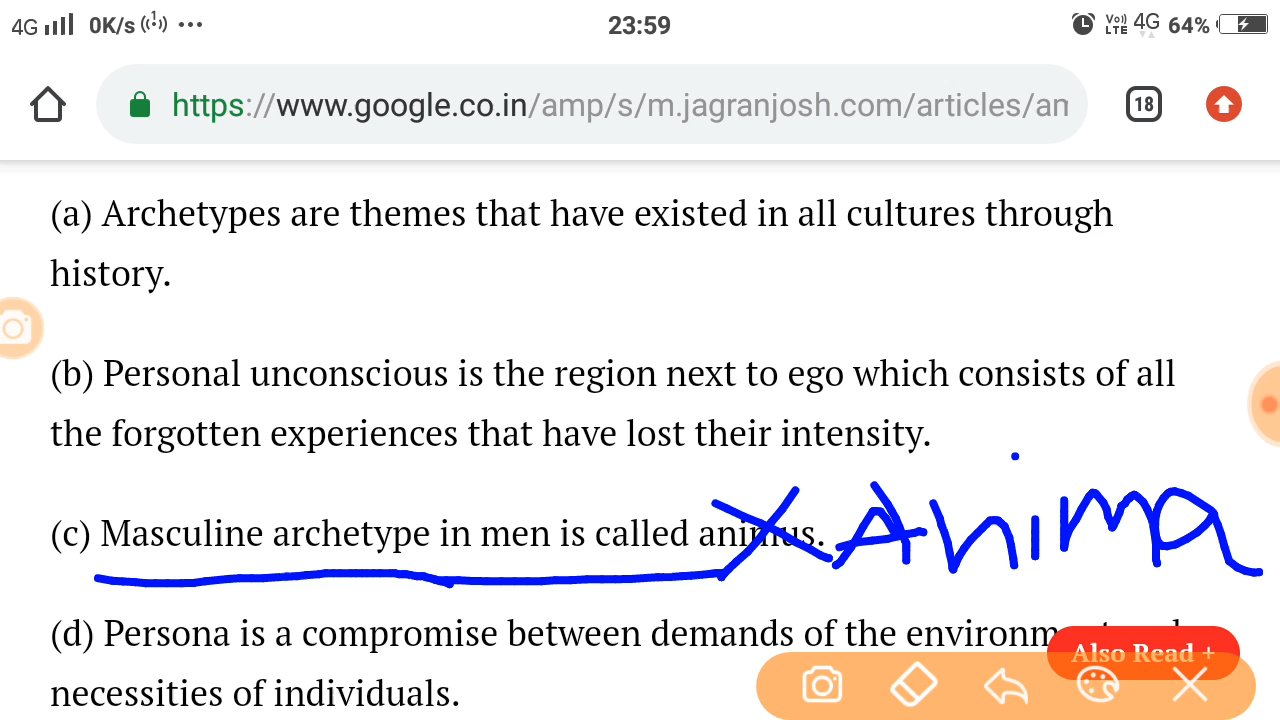 4G 0K/s (1) ••• 23:59 Vo)) LTE 4G 64%
https://www.google.co.in/amp/s/m.jagranjosh.com/articles/an 18
(a) Archetypes are themes that have existed in all cultures through
history.
(b) Personal unconscious is the region next to ego which consists of all
the forgotten experiences that have lost their intensity.
(c) Masculine archetype in men is called animus. X Anima
(d) Persona is a compromise between demands of the
Also Read +
necessities of individuals.